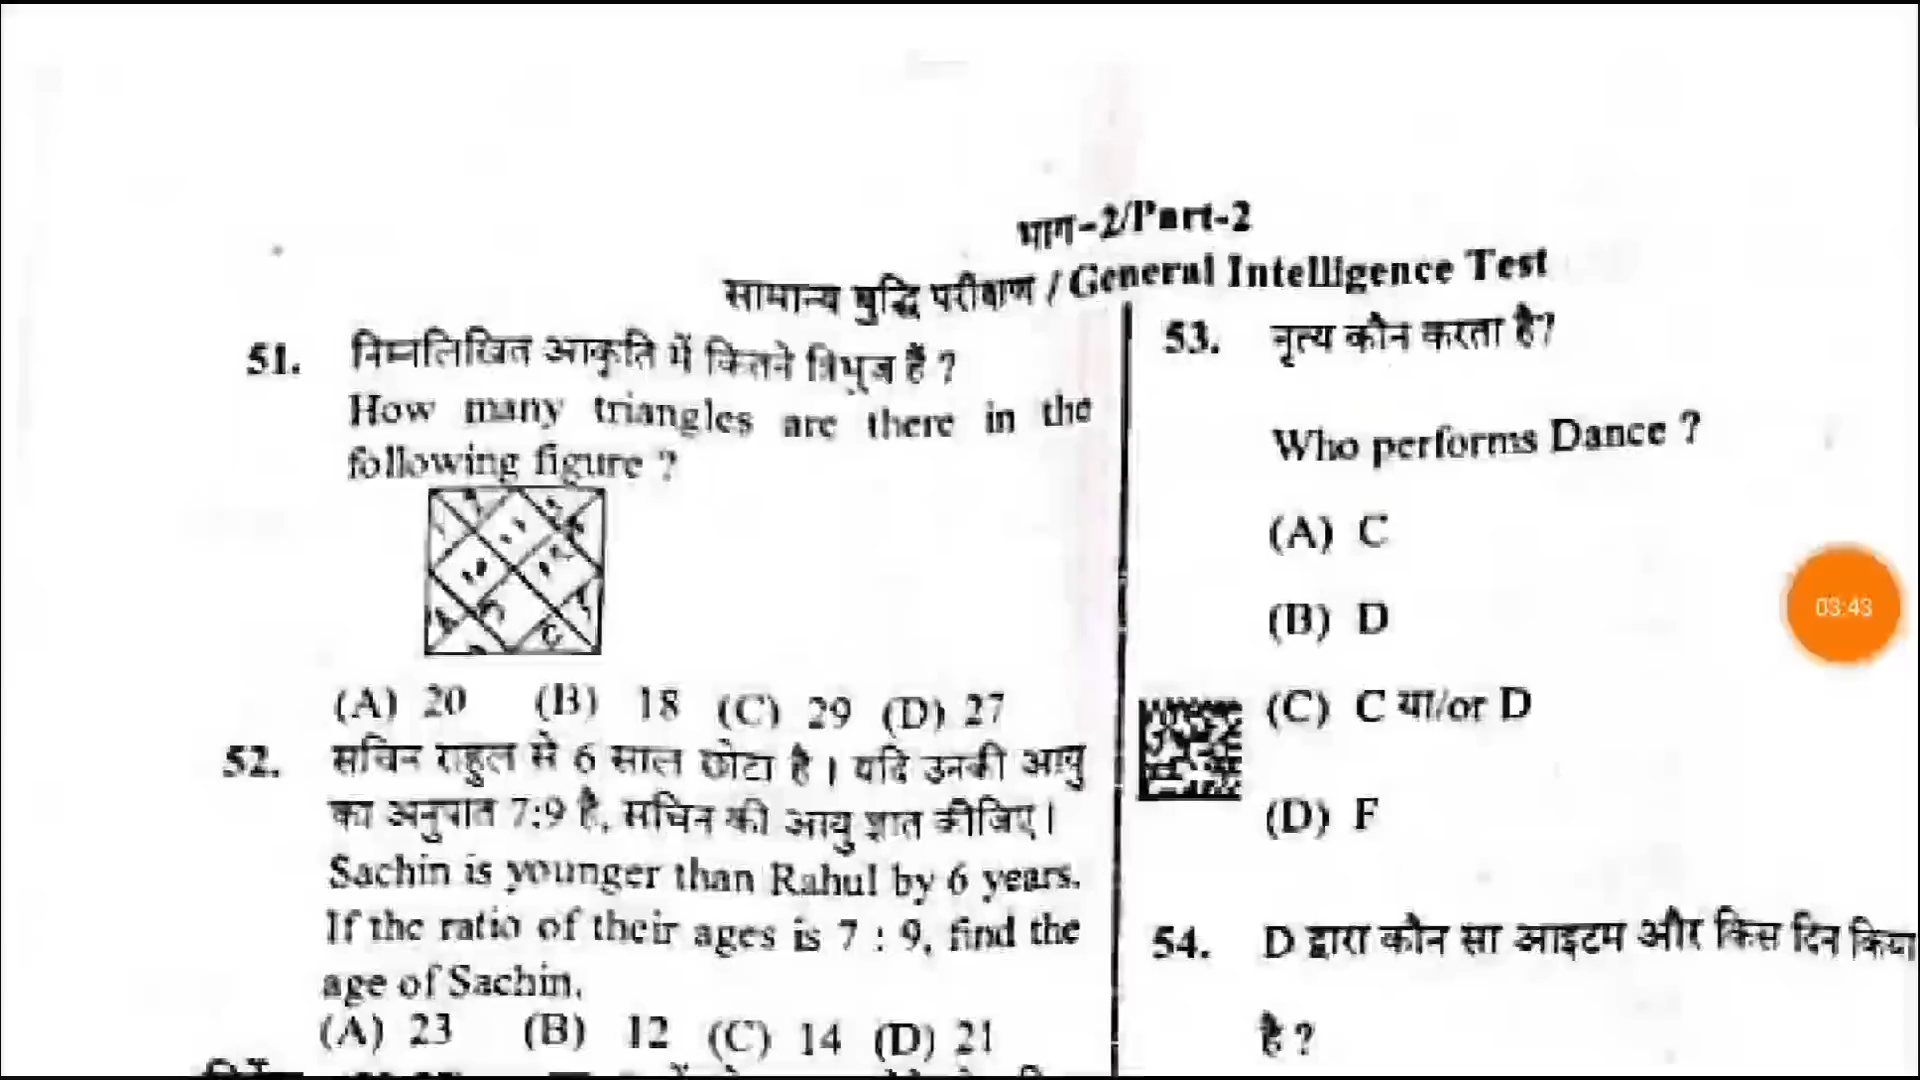 भाग-2/Part-2
सामान्य बुद्धि परीक्षण / General Intelligence Test
51. निम्नलिखित आकृति में कितने त्रिभुज हैं ?
How many triangles are there in the
following figure ?
(A) 20 (B) 18 (C) 29 (D) 27
52. सचिन राहुल से 6 साल छोटा है । यदि उनकी आयु
का अनुपात 7:9 है, सचिन की आयु ज्ञात कीजिए ।
Sachin is younger than Rahul by 6 years.
If the ratio of their ages is 7 : 9, find the
age of Sachin.
(A) 23 (B) 12 (C) 14 (D) 21
53. नृत्य कौन करता है?
Who performs Dance ?
(A) C
(B) D
(C) C या/or D
(D) F
54. D द्वारा कौन सा आइटम और किस दिन किया
है ?
03:43